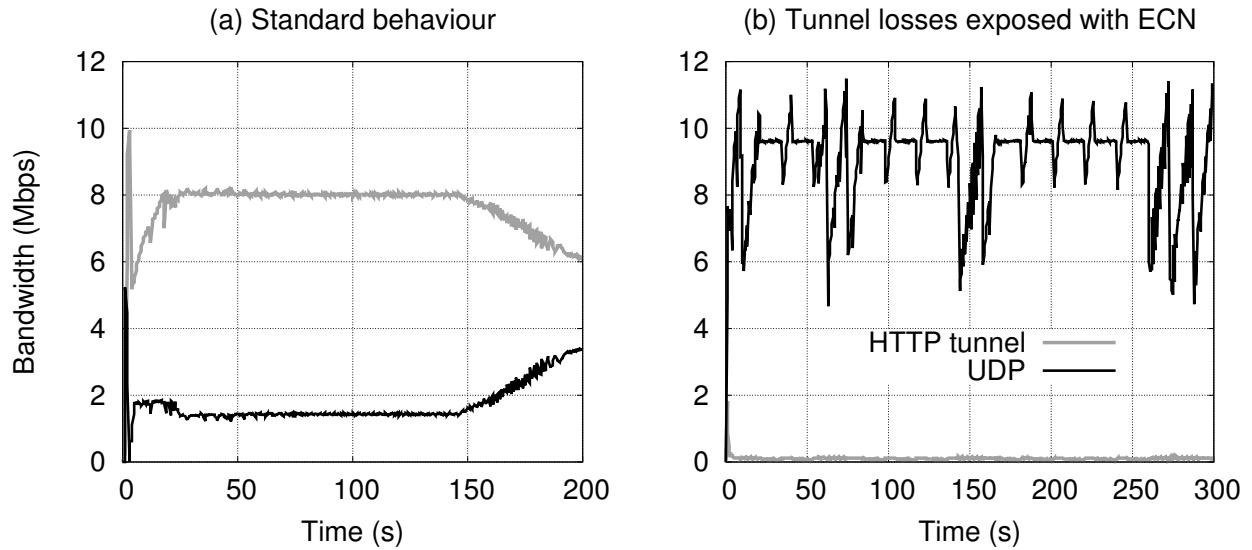 (a) Standard behaviour
Bandwidth (Mbps)
12
10
8
6
4
2
0
0 50 100 150 200
Time (s)
(b) Tunnel losses exposed with ECN
12
10
8
6
4
2
0
HTTP tunnel
UDP
0 50 100 150 200 250 300
Time (s)